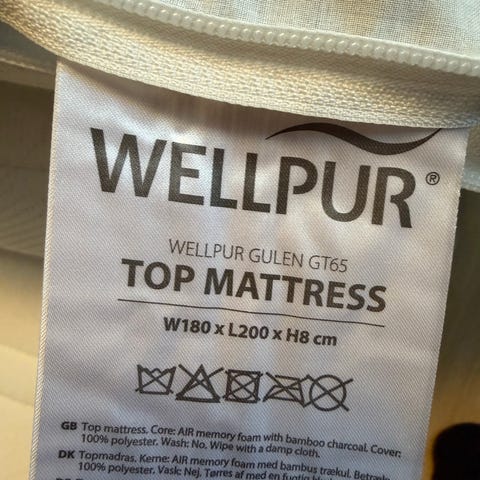 WELLPUR®
WELLPUR GULEN GT65
TOP MATTRESS
W180 x L200 x H8 cm
GB Top mattress. Core: AIR memory foam with bamboo charcoal. Cover:
100% polyester. Wash: No. Wipe with a damp cloth.
DK Topmadras. Kerne: AIR memory foam med bambus trækul. Betræk:
100% polyester. Vask: Nej. Tørres af med en fugtig